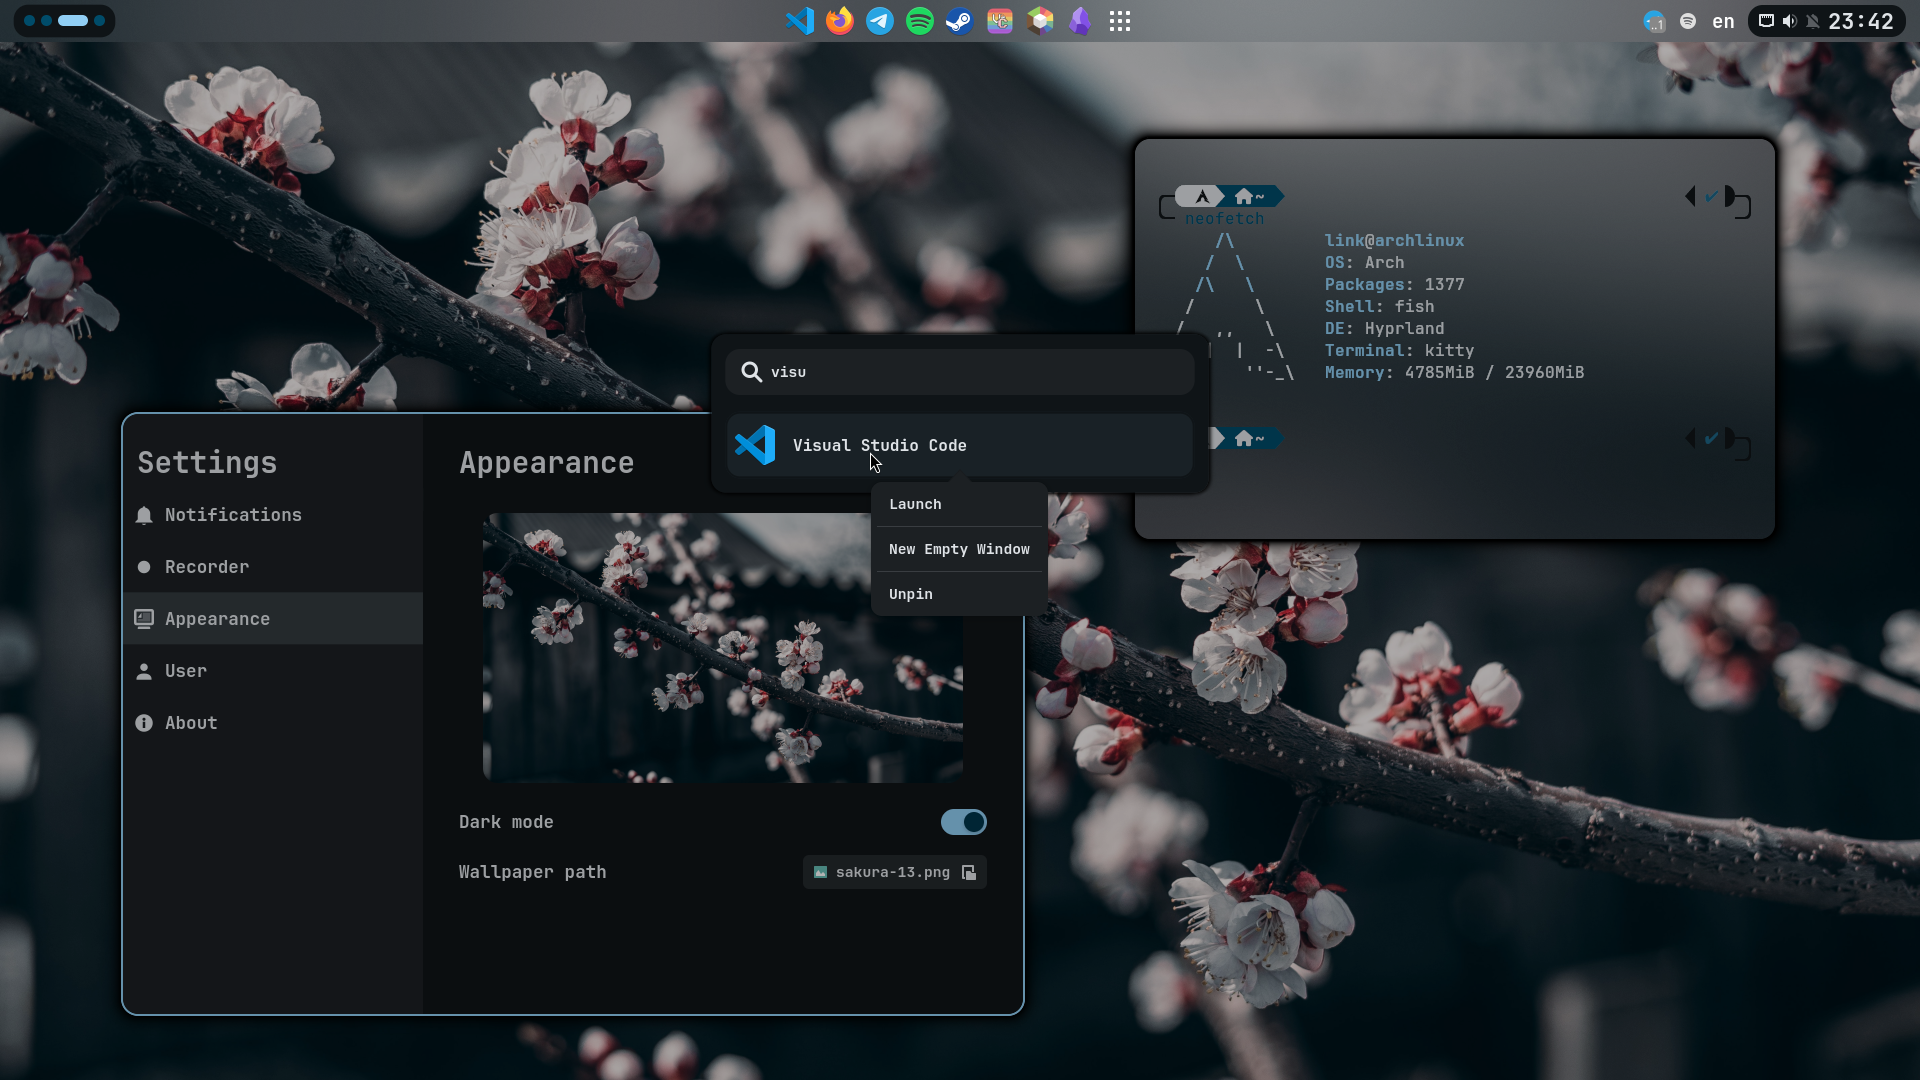 en
23:42
neofetch
link@archlinux
OS: Arch
Packages: 1377
Shell: fish
DE: Hyprland
Terminal: kitty
Memory: 4785MiB / 23960MiB
visu
Visual Studio Code
Launch
New Empty Window
Unpin
Settings
Notifications
Recorder
Appearance
User
About
Appearance
Dark mode
Wallpaper path
sakura-13.png